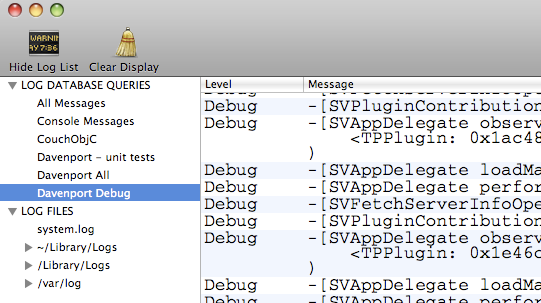 WARNIN
AY 7:36
Hide Log List Clear Display
LOG DATABASE QUERIES
All Messages
Console Messages
CouchObjC
Davenport – unit tests
Davenport All
Davenport Debug
LOG FILES
system.log
~/Library/Logs
/Library/Logs
/var/log
Level Message
Debug -[SVPluginContribution
Debug -[SVAppDelegate observ
<TPPlugin: 0x1ac48
)
Debug -[SVAppDelegate loadMa
Debug -[SVAppDelegate perfor
Debug -[SVFetchServerInfoOpe
Debug -[SVPluginContribution
Debug -[SVAppDelegate observ
<TPPlugin: 0x1e46c
)
Debug -[SVAppDelegate loadMa
Debug -[SVAppDelegate perfor